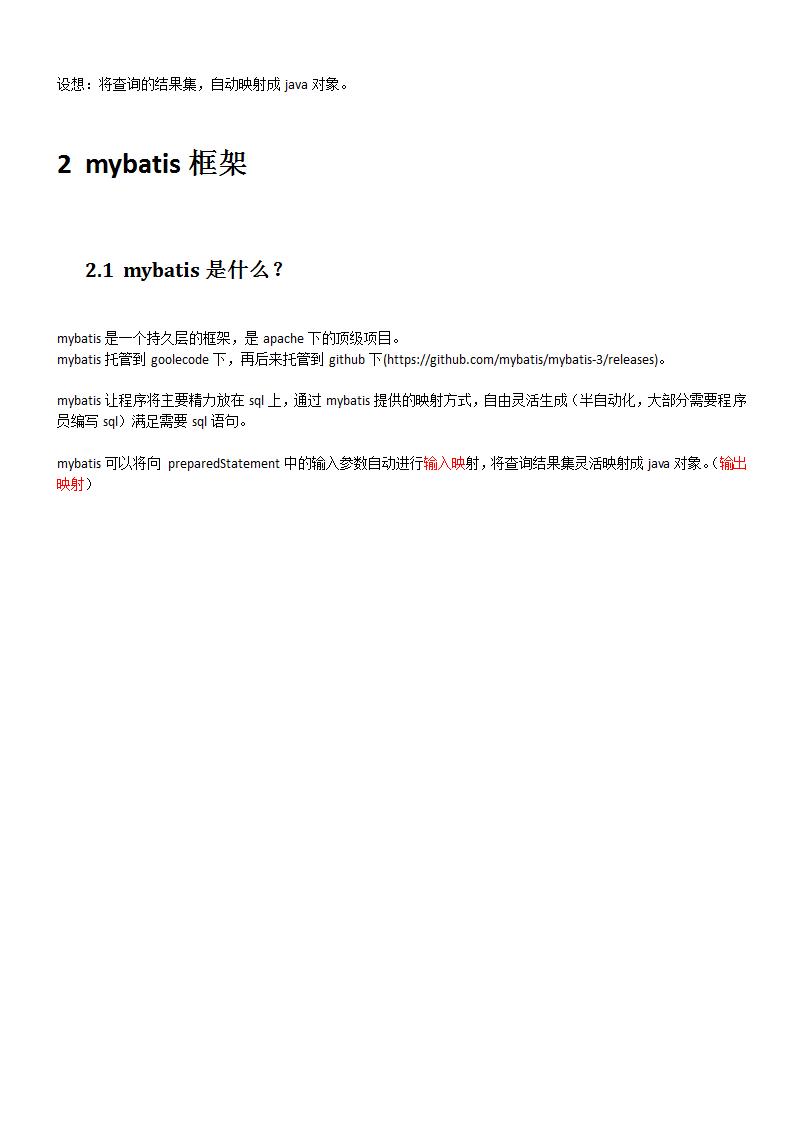 设想：将查询的结果集，自动映射成 java 对象。
2 mybatis 框架
2.1 mybatis 是什么？
mybatis 是一个持久层的框架，是 apache 下的顶级项目。
mybatis 托管到 goolecode 下，再后来托管到 github 下(https://github.com/mybatis/mybatis-3/releases)。
mybatis 让程序将主要精力放在 sql 上，通过 mybatis 提供的映射方式，自由灵活生成（半自动化，大部分需要程序
员编写 sql）满足需要 sql 语句。
mybatis 可以将向 preparedStatement 中的输入参数自动进行输入映射，将查询结果集灵活映射成 java 对象。（输出
映射）